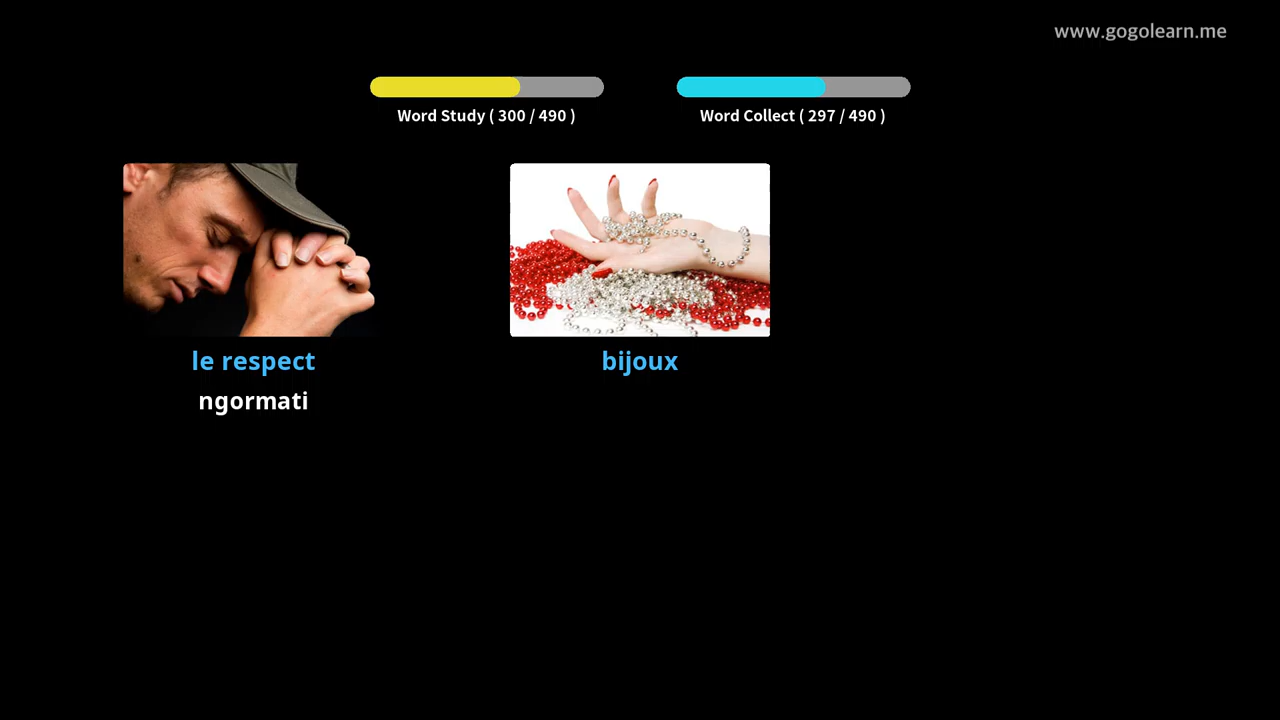 www.gogolearn.me
Word Study ( 300 / 490 )
Word Collect ( 297 / 490 )
le respect
ngormati
bijoux